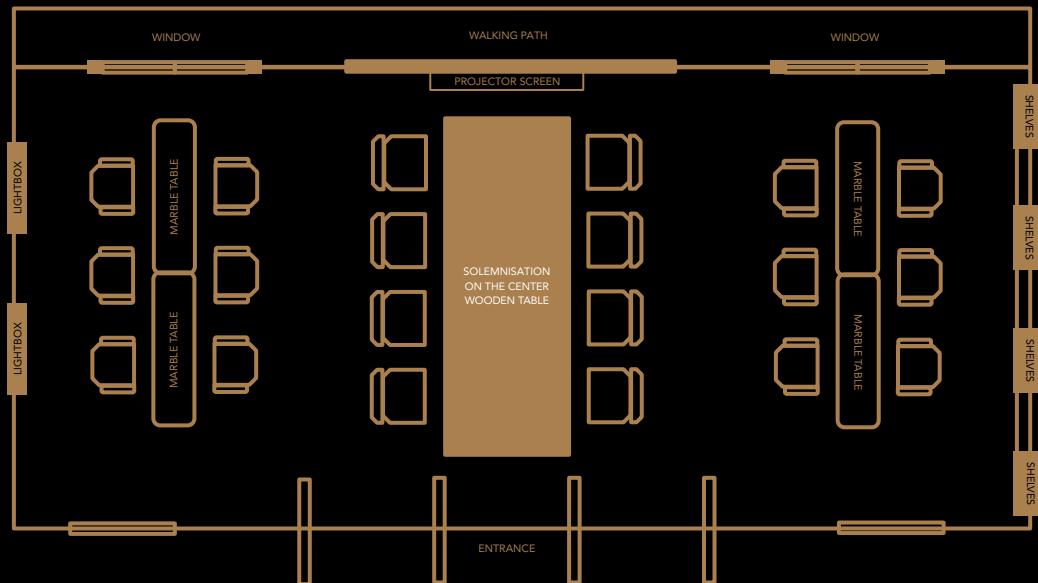 WINDOW
WALKING PATH
WINDOW
PROJECTOR SCREEN
SHELVES
LIGHTBOX
MARBLE TABLE
MARBLE TABLE
SHELVES
SOLEMNISATION
ON THE CENTER
WOODEN TABLE
LIGHTBOX
MARBLE TABLE
MARBLE TABLE
SHELVES
SHELVES
ENTRANCE